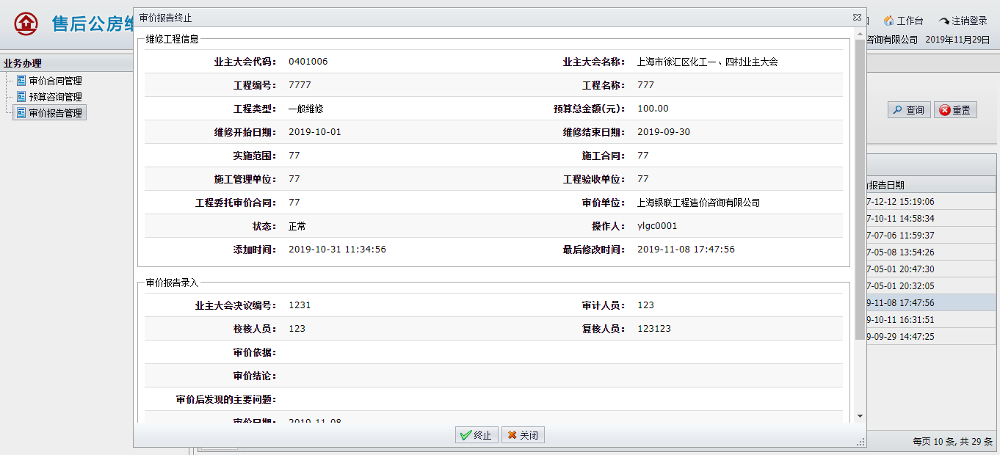 售后公房维
工作台
注销登录
咨询有限公司 2019年11月29日
业务办理
审价合同管理
预算咨询管理
审价报告管理
审价报告终止
维修工程信息
业主大会代码： 0401006 业主大会名称： 上海市徐汇区化工一、四村业主大会
工程编号： 7777 工程名称： 777
工程类型： 一般维修 预算总金额(元)： 100.00
维修开始日期： 2019-10-01 维修结束日期： 2019-09-30
实施范围： 77 施工合同： 77
施工管理单位： 77 工程验收单位： 77
工程委托审价合同： 77 审价单位： 上海银联工程造价咨询有限公司
状态： 正常 操作人： ylgc0001
添加时间： 2019-10-31 11:34:56 最后修改时间： 2019-11-08 17:47:56
审价报告录入
业主大会决议编号： 1231 审计人员： 123
校核人员： 123 复核人员： 123123
审价依据：
审价结论：
审价后发现的主要问题：
审价日期： 2019-11-08
终止 关闭
查询 重置
报告日期
7-12-12 15:19:06
7-10-11 14:58:34
7-07-06 11:59:37
7-05-08 13:54:26
7-05-01 20:47:30
7-05-01 20:32:05
9-11-08 17:47:56
9-10-11 16:31:51
9-09-29 14:47:25
每页 10 条, 共 29 条